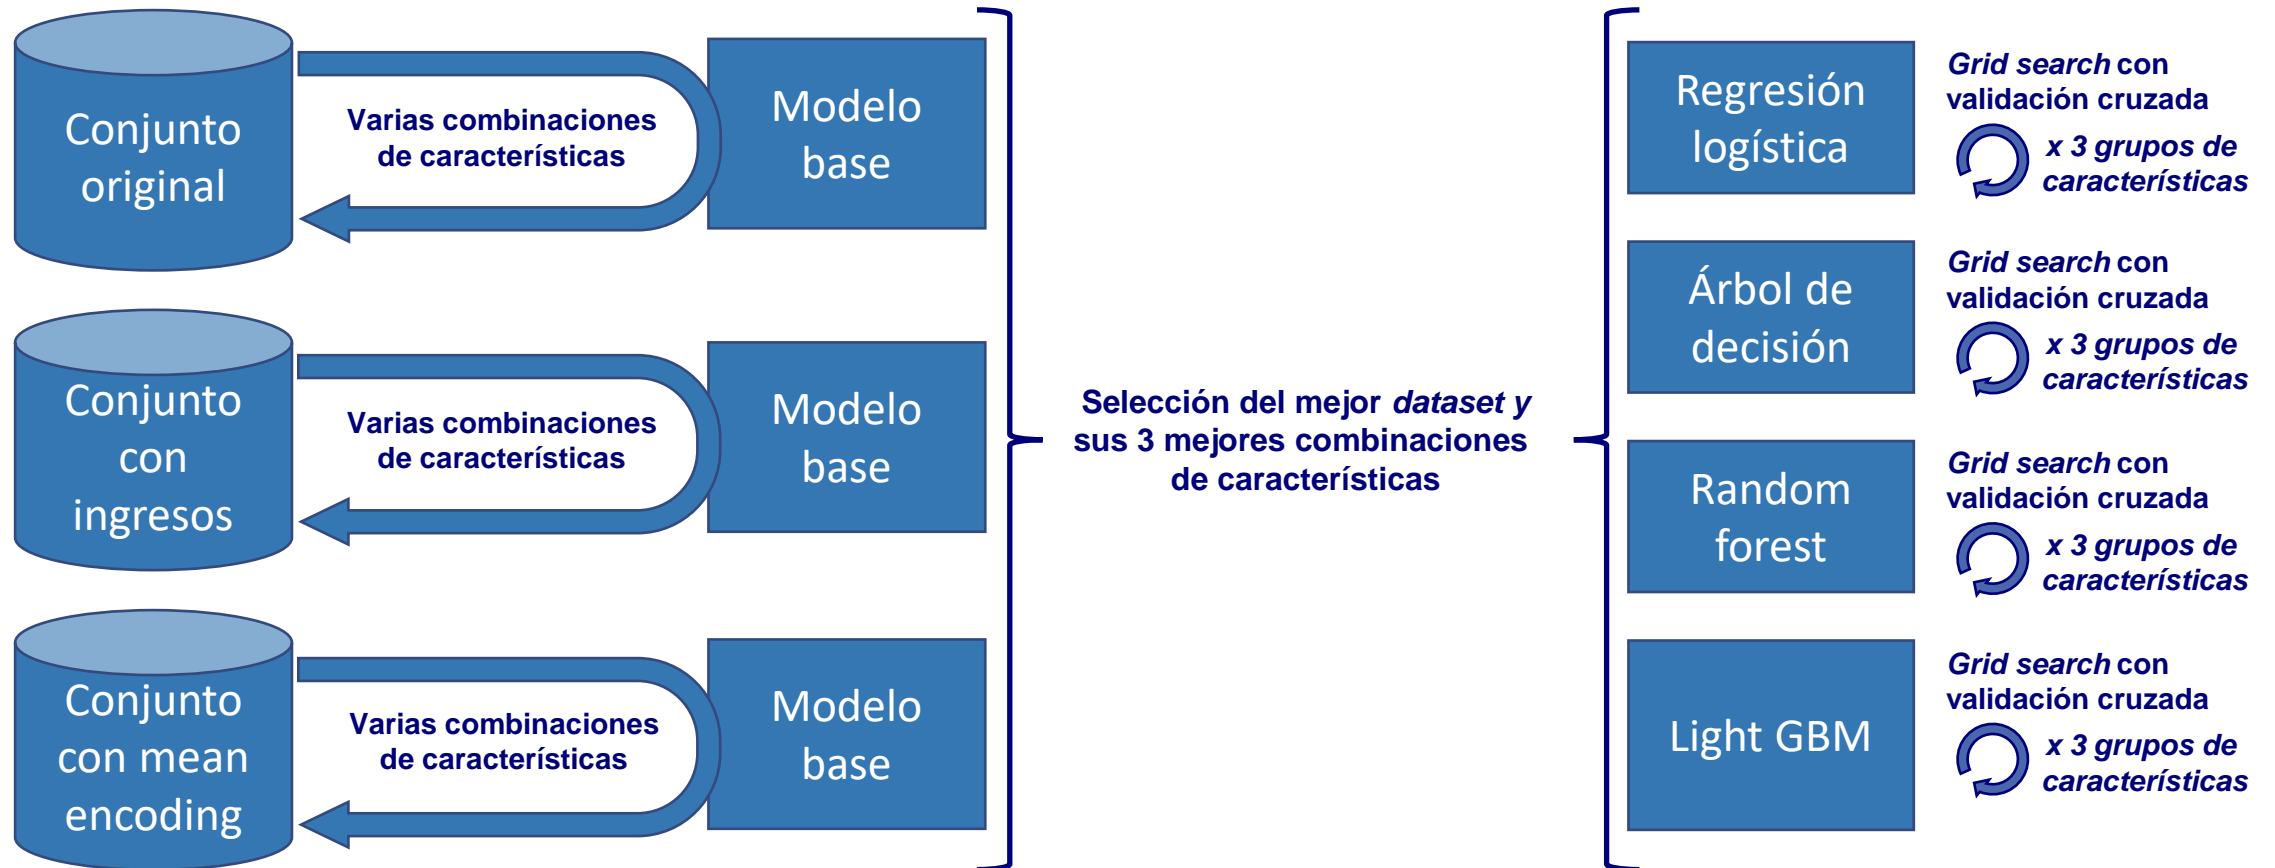 Conjunto
original
Varias combinaciones
de características
Modelo
base
Conjunto
con
ingresos
Varias combinaciones
de características
Modelo
base
Conjunto
con mean
encoding
Varias combinaciones
de características
Modelo
base
Selección del mejor dataset y
sus 3 mejores combinaciones
de características
Regresión
logística
Grid search con
validación cruzada
x 3 grupos de
características
Árbol de
decisión
Grid search con
validación cruzada
x 3 grupos de
características
Random
forest
Grid search con
validación cruzada
x 3 grupos de
características
Light GBM
Grid search con
validación cruzada
x 3 grupos de
características